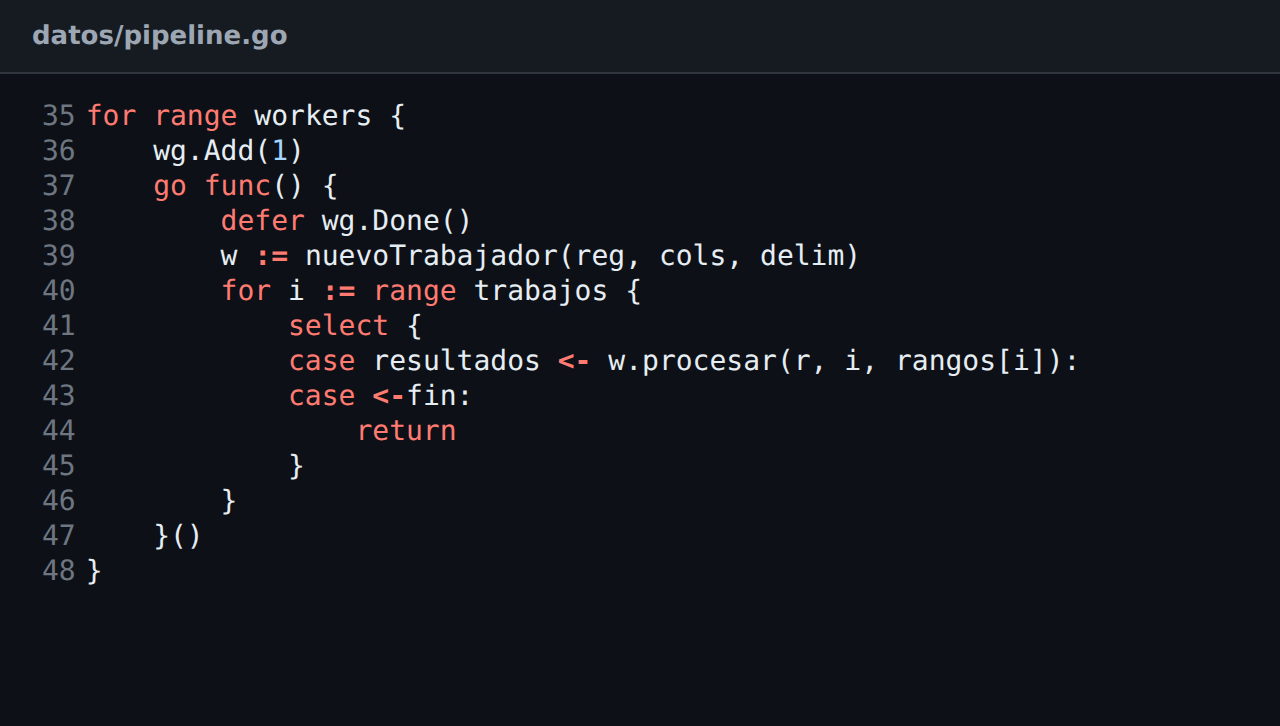 datos/pipeline.go
35 for range workers {
36     wg.Add(1)
37     go func() {
38         defer wg.Done()
39         w := nuevoTrabajador(reg, cols, delim)
40         for i := range trabajos {
41             select {
42             case resultados <- w.procesar(r, i, rangos[i]):
43             case <-fin:
44                 return
45             }
46         }
47     }()
48 }